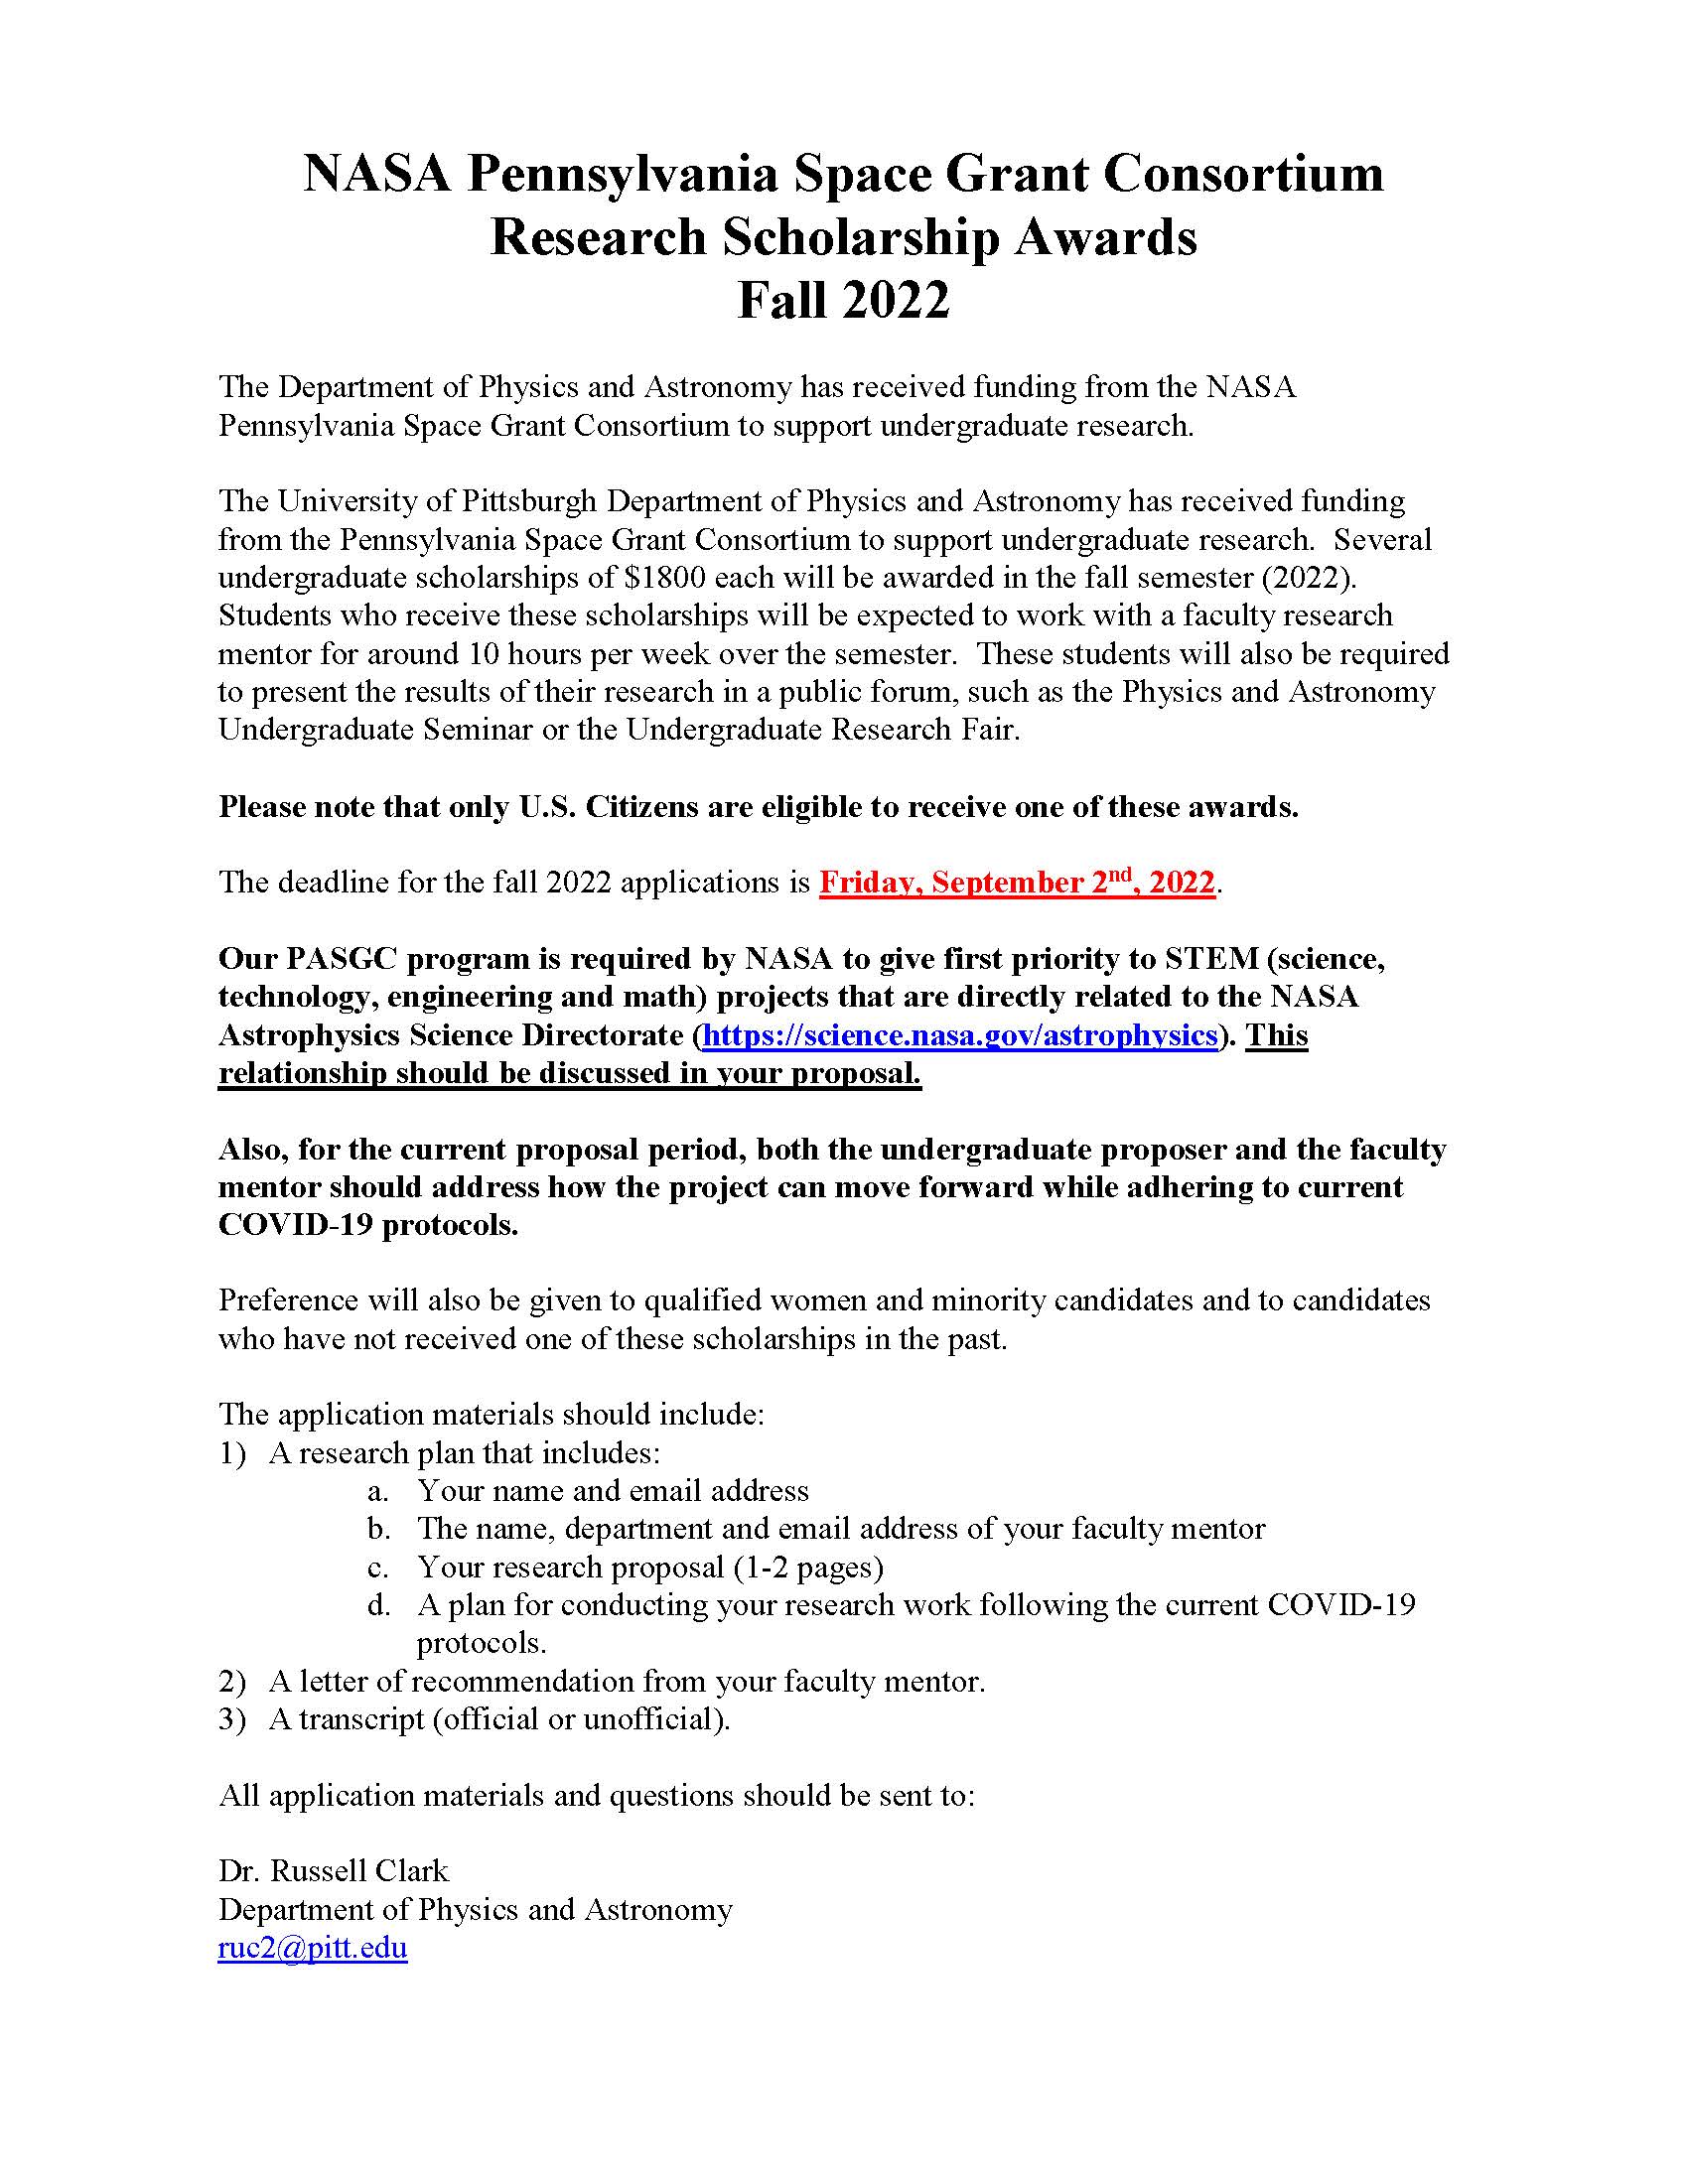 NASA Pennsylvania Space Grant Consortium
Research Scholarship Awards
Fall 2022
The Department of Physics and Astronomy has received funding from the NASA
Pennsylvania Space Grant Consortium to support undergraduate research.
The University of Pittsburgh Department of Physics and Astronomy has received funding
from the Pennsylvania Space Grant Consortium to support undergraduate research.  Several
undergraduate scholarships of $1800 each will be awarded in the fall semester (2022).
Students who receive these scholarships will be expected to work with a faculty research
mentor for around 10 hours per week over the semester.  These students will also be required
to present the results of their research in a public forum, such as the Physics and Astronomy
Undergraduate Seminar or the Undergraduate Research Fair.
Please note that only U.S. Citizens are eligible to receive one of these awards.
The deadline for the fall 2022 applications is Friday, September 2nd, 2022.
Our PASGC program is required by NASA to give first priority to STEM (science,
technology, engineering and math) projects that are directly related to the NASA
Astrophysics Science Directorate (https://science.nasa.gov/astrophysics). This
relationship should be discussed in your proposal.
Also, for the current proposal period, both the undergraduate proposer and the faculty
mentor should address how the project can move forward while adhering to current
COVID-19 protocols.
Preference will also be given to qualified women and minority candidates and to candidates
who have not received one of these scholarships in the past.
The application materials should include:
1) A research plan that includes:
a. Your name and email address
b. The name, department and email address of your faculty mentor
c. Your research proposal (1-2 pages)
d. A plan for conducting your research work following the current COVID-19
protocols.
2) A letter of recommendation from your faculty mentor.
3) A transcript (official or unofficial).
All application materials and questions should be sent to:
Dr. Russell Clark
Department of Physics and Astronomy
ruc2@pitt.edu